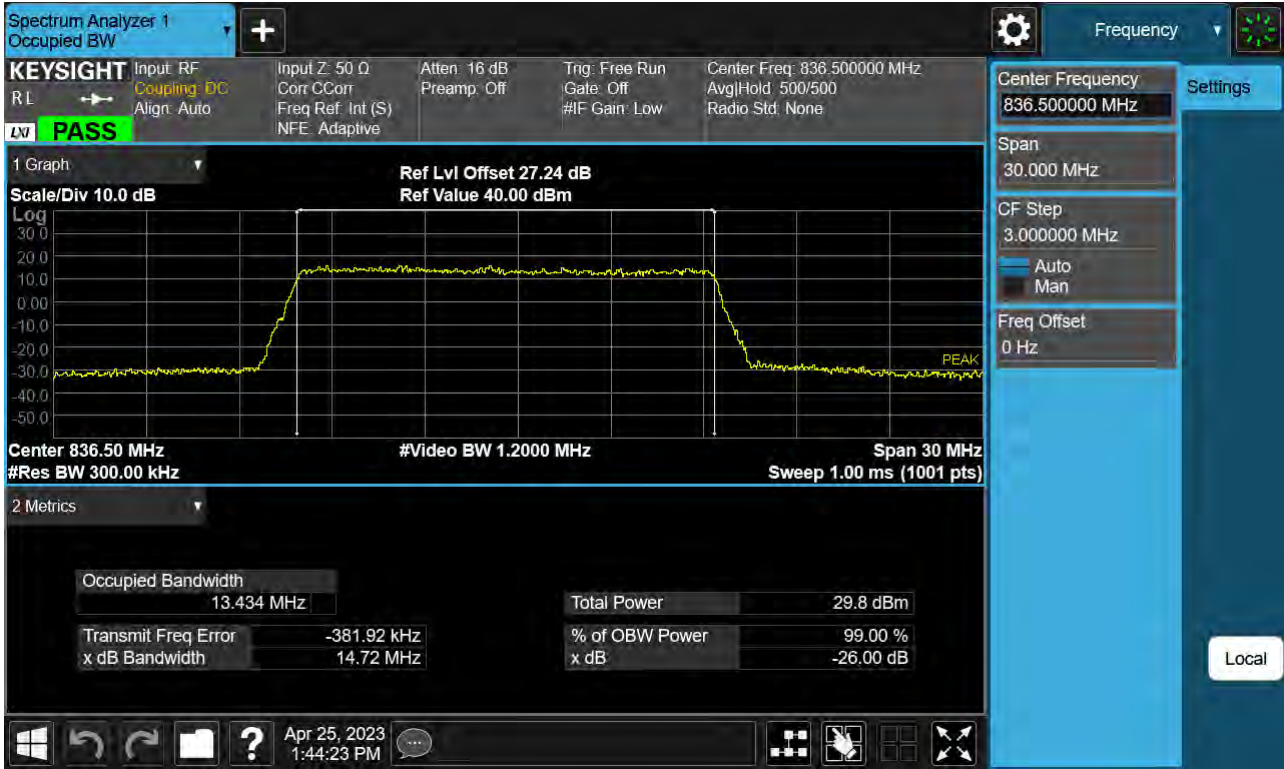 Spectrum Analyzer 1
Occupied BW
+
Frequency
KEYSIGHT
RL
LXI PASS
Input: RF
Coupling: DC
Align: Auto
Input Z: 50 Ω
Corr CCorr
Freq Ref: Int (S)
NFE: Adaptive
Atten: 16 dB
Preamp: Off
Trig: Free Run
Gate: Off
#IF Gain: Low
Center Freq: 836.500000 MHz
Avg|Hold: 500/500
Radio Std: None
Center Frequency
836.500000 MHz
Settings
Span
30.000 MHz
CF Step
3.000000 MHz
Auto
Man
Freq Offset
0 Hz
Local
1 Graph
Scale/Div 10.0 dB
Ref Lvl Offset 27.24 dB
Ref Value 40.00 dBm
Log
30.0
20.0
10.0
0.00
-10.0
-20.0
-30.0
-40.0
-50.0
PEAK
Center 836.50 MHz
#Res BW 300.00 kHz
#Video BW 1.2000 MHz
Span 30 MHz
Sweep 1.00 ms (1001 pts)
2 Metrics
Occupied Bandwidth
13.434 MHz
Total Power 29.8 dBm
Transmit Freq Error -381.92 kHz
% of OBW Power 99.00 %
x dB Bandwidth 14.72 MHz
x dB -26.00 dB
?
Apr 25, 2023
1:44:23 PM